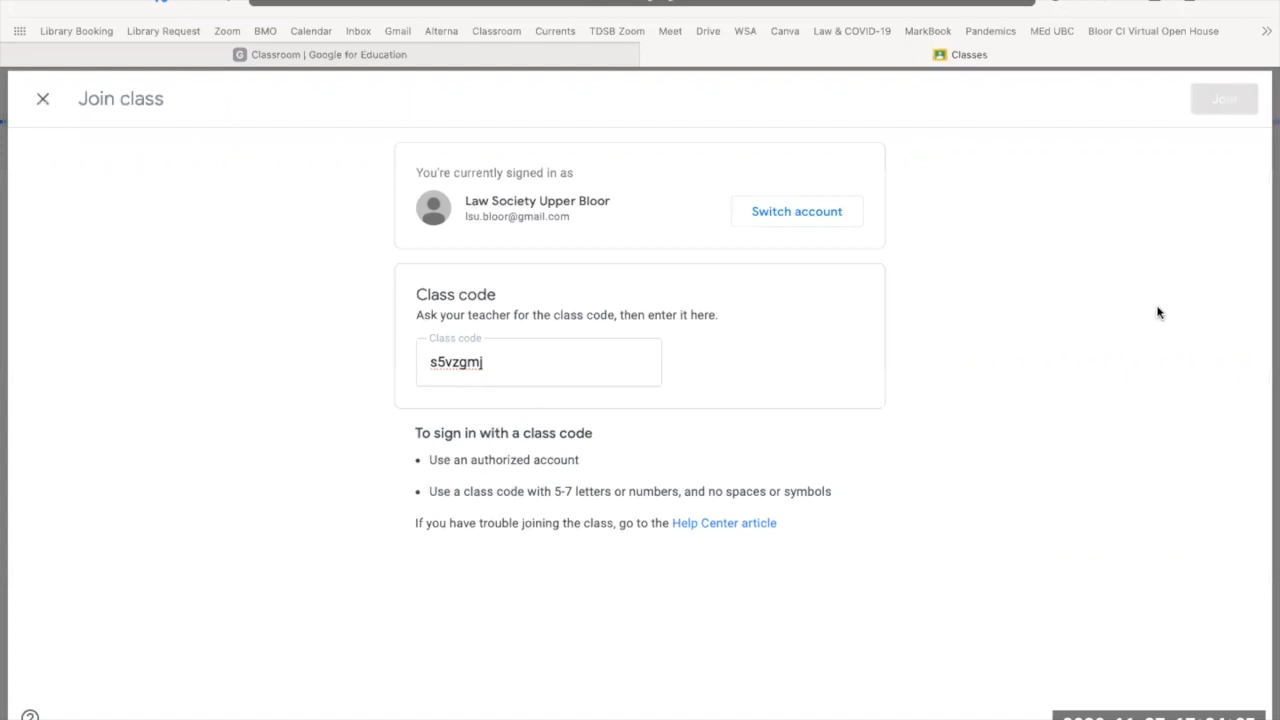 Library Booking Library Request Zoom BMO Calendar Inbox Gmail Alterna Classroom Currents TDSB Zoom Meet Drive WSA Canva Law & COVID-19 MarkBook Pandemics MEd UBC Bloor CI Virtual Open House
G Classroom | Google for Education Classes
Join class Join
You're currently signed in as
Law Society Upper Bloor
lsu.bloor@gmail.com
Switch account
Class code
Ask your teacher for the class code, then enter it here.
Class code
s5vzgmj
To sign in with a class code
• Use an authorized account
• Use a class code with 5-7 letters or numbers, and no spaces or symbols
If you have trouble joining the class, go to the Help Center article